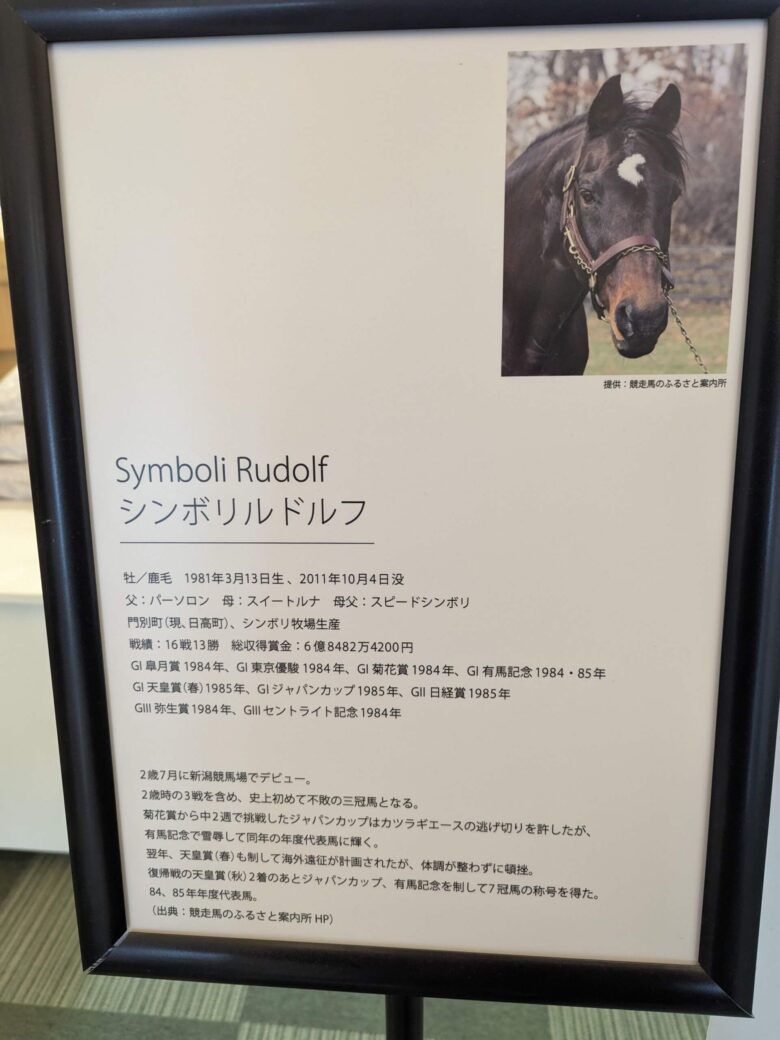 提供：競走馬のふるさと案内所
Symboli Rudolf
シンボリルドルフ
牡／鹿毛　1981年3月13日生、2011年10月4日没
父：パーソロン　母：スイートルナ　母父：スピードシンボリ
門別町（現、日高町）、シンボリ牧場生産
戦績：16戦13勝　総収得賞金：6億8482万4200円
GI 皐月賞 1984年、GI 東京優駿 1984年、GI 菊花賞 1984年、GI 有馬記念 1984・85年
GI 天皇賞（春）1985年、GI ジャパンカップ 1985年、GII 日経賞 1985年
GIII 弥生賞 1984年、GIII セントライト記念 1984年
2歳7月に新潟競馬場でデビュー。
2歳時の3戦を含め、史上初めて不敗の三冠馬となる。
菊花賞から中2週で挑戦したジャパンカップはカツラギエースの逃げ切りを許したが、
有馬記念で雪辱して同年の年度代表馬に輝く。
翌年、天皇賞（春）も制して海外遠征が計画されたが、体調が整わずに頓挫。
復帰戦の天皇賞（秋）2着のあとジャパンカップ、有馬記念を制して7冠馬の称号を得た。
84、85年年度代表馬。
（出典：競走馬のふるさと案内所 HP）